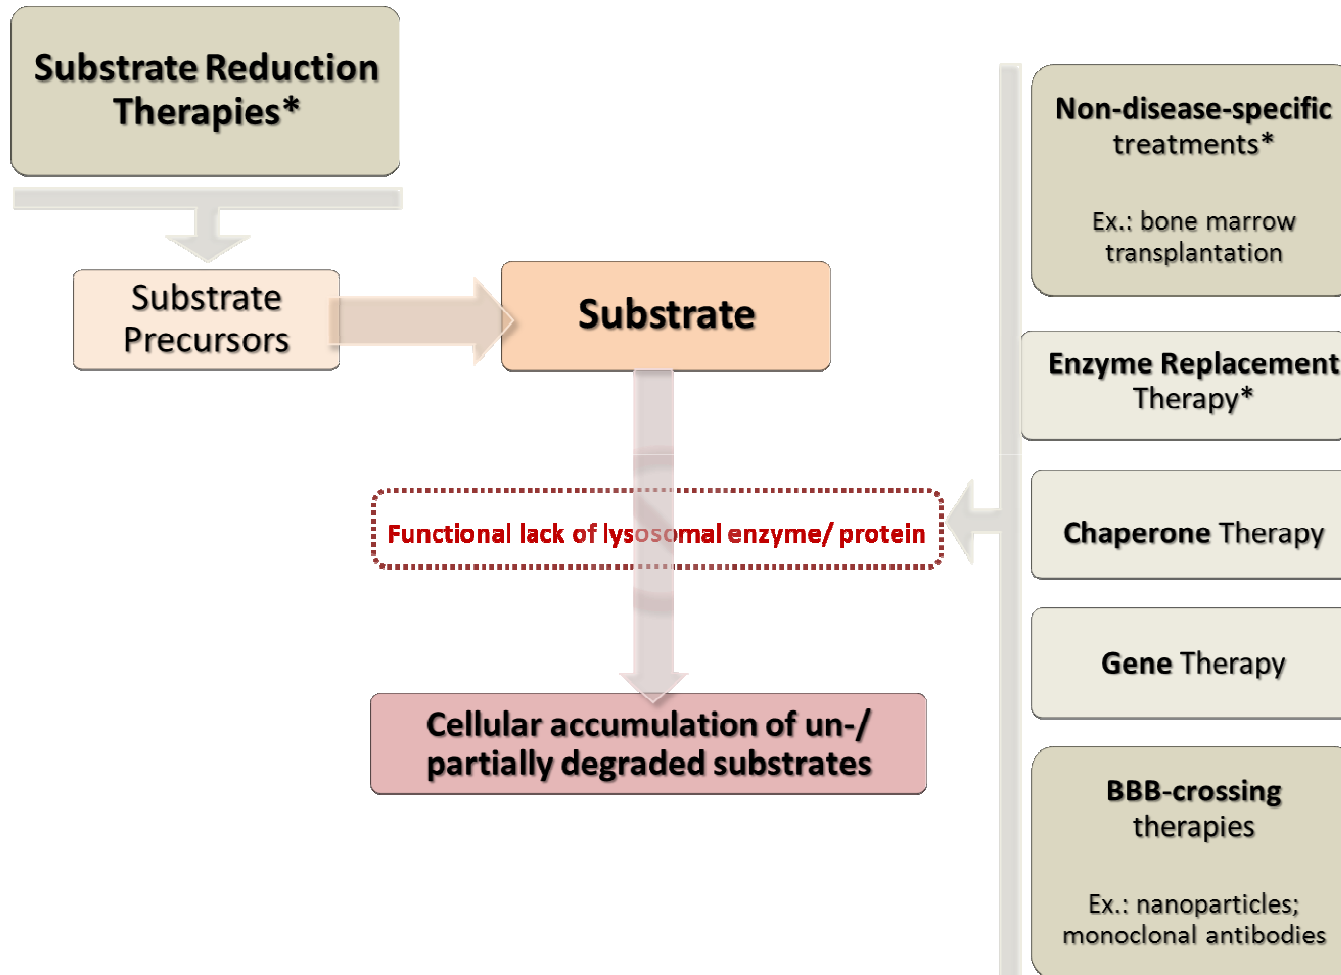 Substrate Reduction
Therapies*
Substrate
Precursors
Substrate
Functional lack of lysosomal enzyme/ protein
Cellular accumulation of un-/
partially degraded substrates
Non-disease-specific
treatments*
Ex.: bone marrow
transplantation
Enzyme Replacement
Therapy*
Chaperone Therapy
Gene Therapy
BBB-crossing
therapies
Ex.: nanoparticles;
monoclonal antibodies